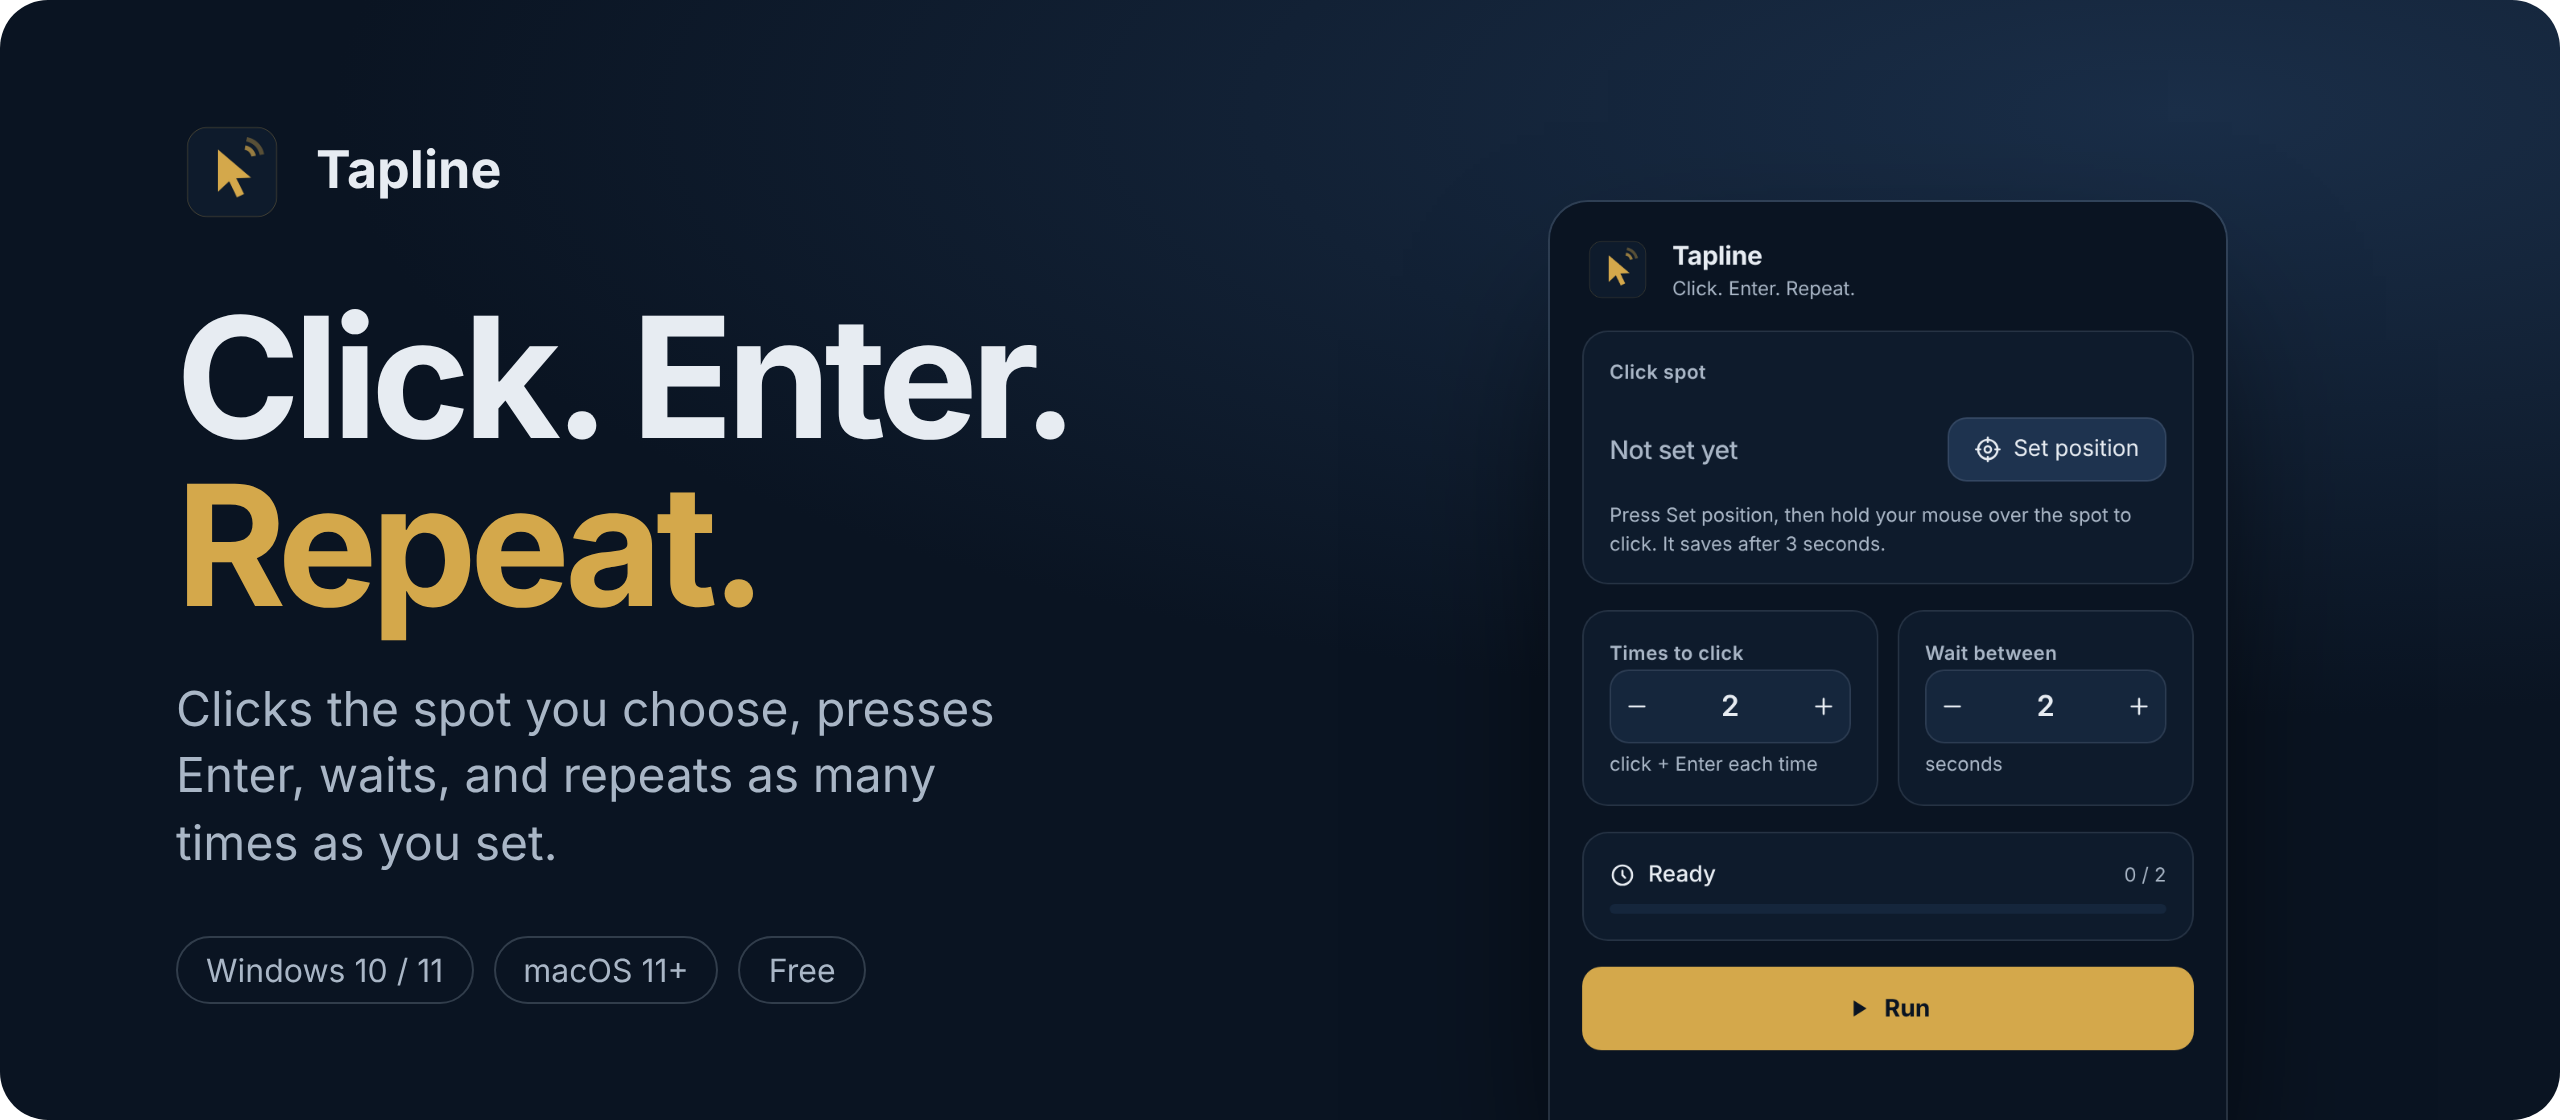 Tapline
Click. Enter.
Repeat.
Clicks the spot you choose, presses
Enter, waits, and repeats as many
times as you set.
Windows 10 / 11
macOS 11+
Free
Tapline
Click. Enter. Repeat.
Click spot
Not set yet
Set position
Press Set position, then hold your mouse over the spot to
click. It saves after 3 seconds.
Times to click
− 2 +
click + Enter each time
Wait between
− 2 +
seconds
Ready
0 / 2
Run